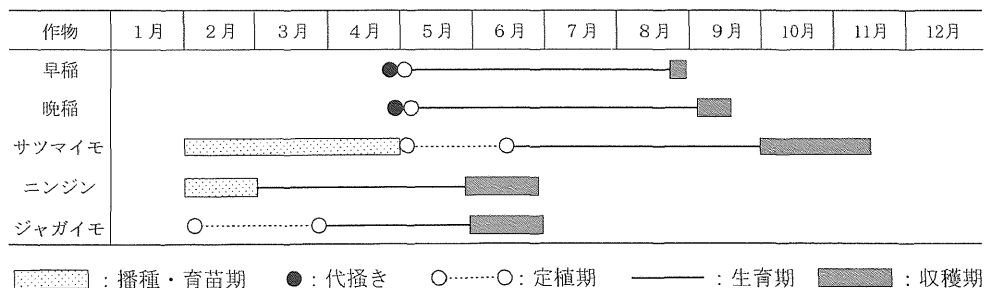 作物 1月 2月 3月 4月 5月 6月 7月 8月 9月 10月 11月 12月
早稲
晩稲
サツマイモ
ニンジン
ジャガイモ
：播種・育苗期 ：代掻き ：定植期 ：生育期 ：収穫期